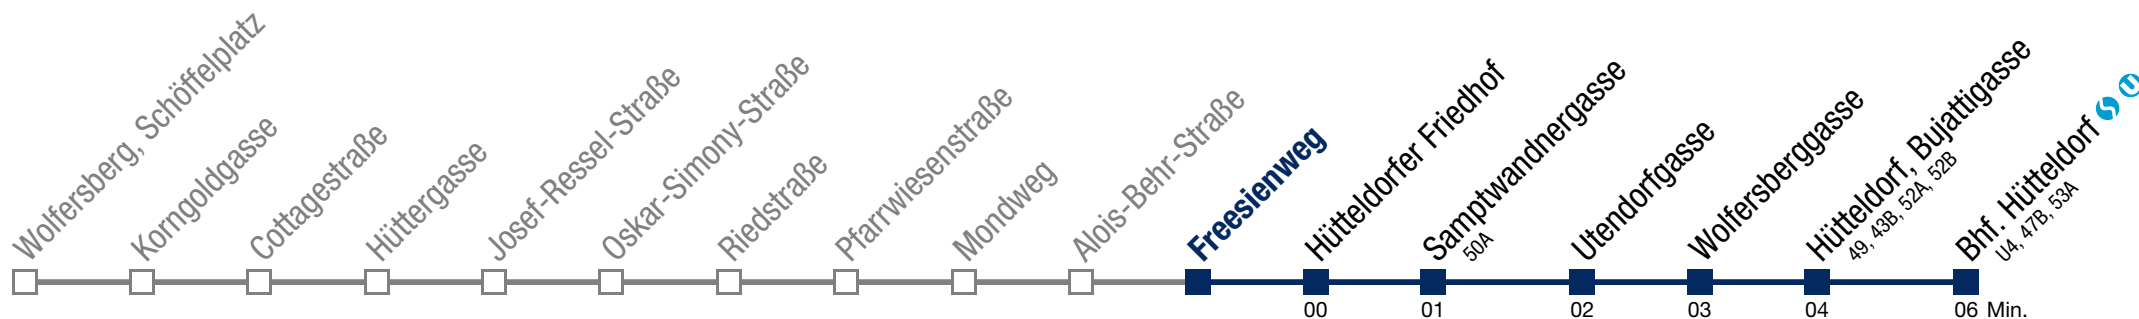 Wolfersberg, Schöffelplatz
Korngoldgasse
Cottagestraße
Hüttergasse
Josef-Ressel-Straße
Oskar-Simony-Straße
Riedstraße
Pfarrwiesenstraße
Mondweg
Alois-Behr-Straße
Freesienweg
Hütteldorfer Friedhof
Samptwandnergasse
50A
Utendorfgasse
Wolfersberggasse
Hütteldorf, Bujattigasse
49, 43B, 52A, 52B
Bhf. Hütteldorf S U
U4, 47B, 53A
00 01 02 03 04 06 Min.